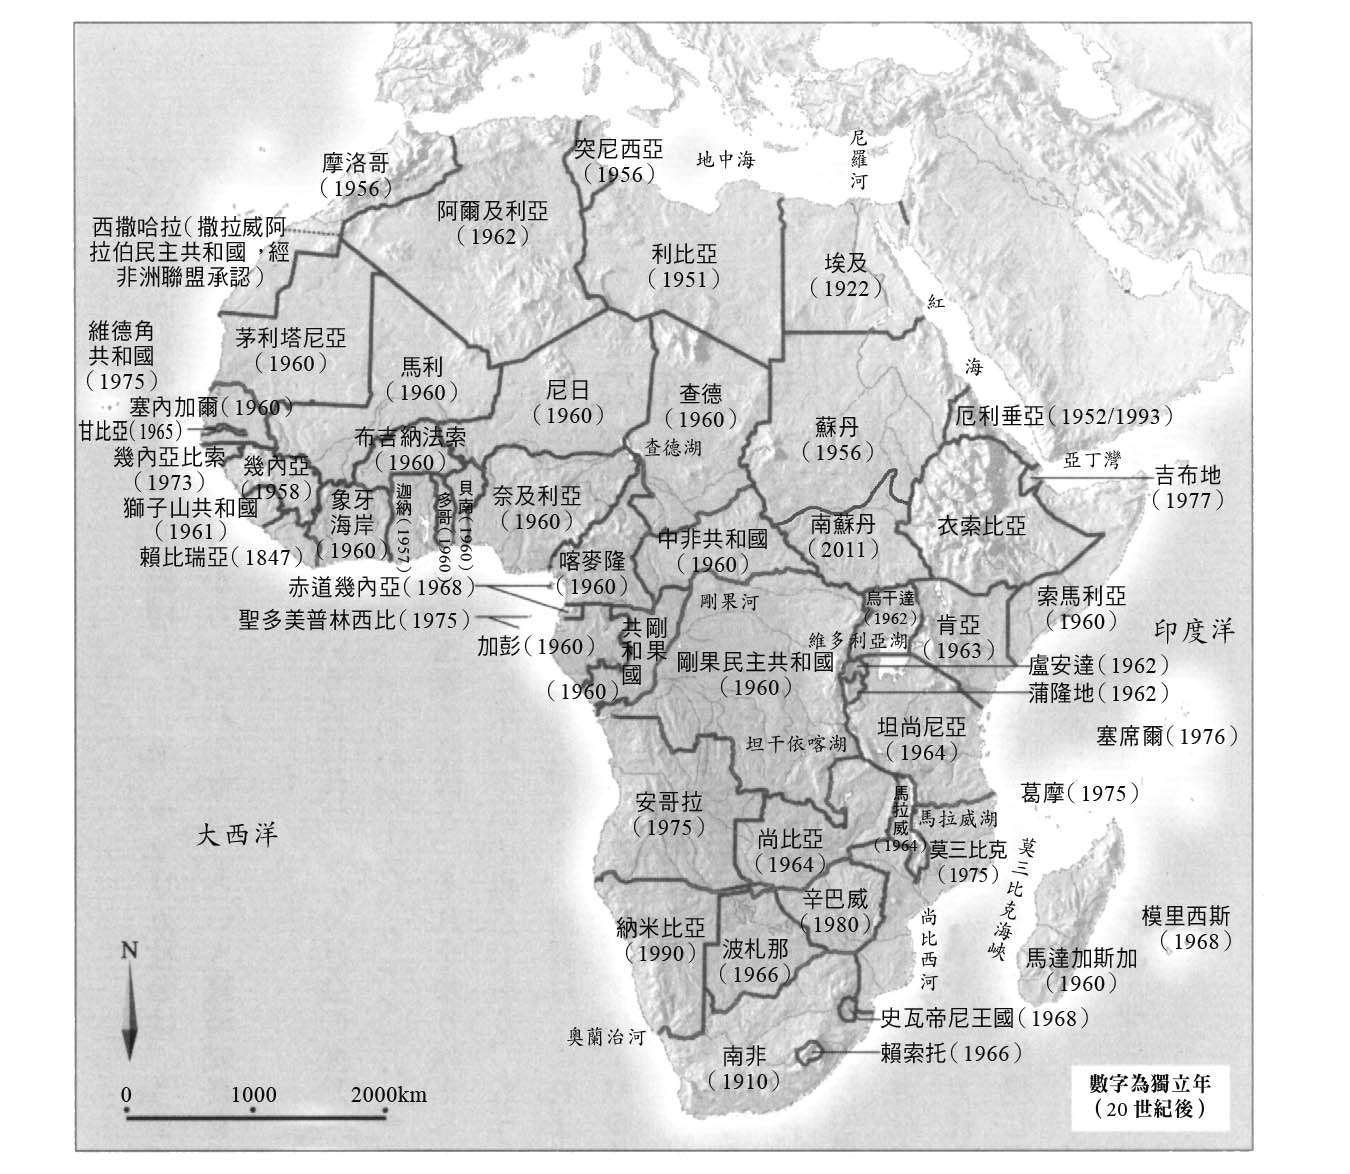 尼羅河
地中海
突尼西亞
(1956)
摩洛哥
(1956)
阿爾及利亞
(1962)
西撒哈拉(撒拉威阿
拉伯民主共和國,經
非洲聯盟承認)
利比亞
(1951)
埃及
(1922)
紅海
維德角
共和國
(1975)
茅利塔尼亞
(1960)
馬利
(1960)
尼日
(1960)
查德
(1960)
蘇丹
(1956)
厄利垂亞(1952/1993)
塞內加爾(1960)
甘比亞(1965)
布吉納法索
(1960)
查德湖
亞丁灣
吉布地
(1977)
幾內亞比索
(1973)
幾內亞
(1958)
獅子山共和國
(1961)
象牙
海岸
(1960)
迦納(1957)
多哥(1960
貝南(1960)
奈及利亞
(1960)
南蘇丹
(2011)
衣索比亞
賴比瑞亞(1847)
喀麥隆
(1960)
中非共和國
(1960)
赤道幾內亞(1968)
聖多美普林西比(1975)
加彭(1960)
剛果
共和國
(1960)
剛果河
烏干達
(1962)
維多利亞湖
肯亞
(1963)
索馬利亞
(1960)
印度洋
剛果民主共和國
(1960)
盧安達(1962)
蒲隆地(1962)
坦尚尼亞
(1964)
塞席爾(1976)
坦干依喀湖
安哥拉
(1975)
尚比亞
(1964)
馬拉威
(1964)
馬拉威湖
葛摩(1975)
莫三比克
(1975)
莫三比克海峽
大西洋
納米比亞
(1990)
波札那
(1966)
辛巴威
(1980)
尚比西河
馬達加斯加
(1960)
模里西斯
(1968)
奧蘭治河
南非
(1910)
史瓦帝尼王國(1968)
賴索托(1966)
N
0 1000 2000km
數字為獨立年
(20世紀後)